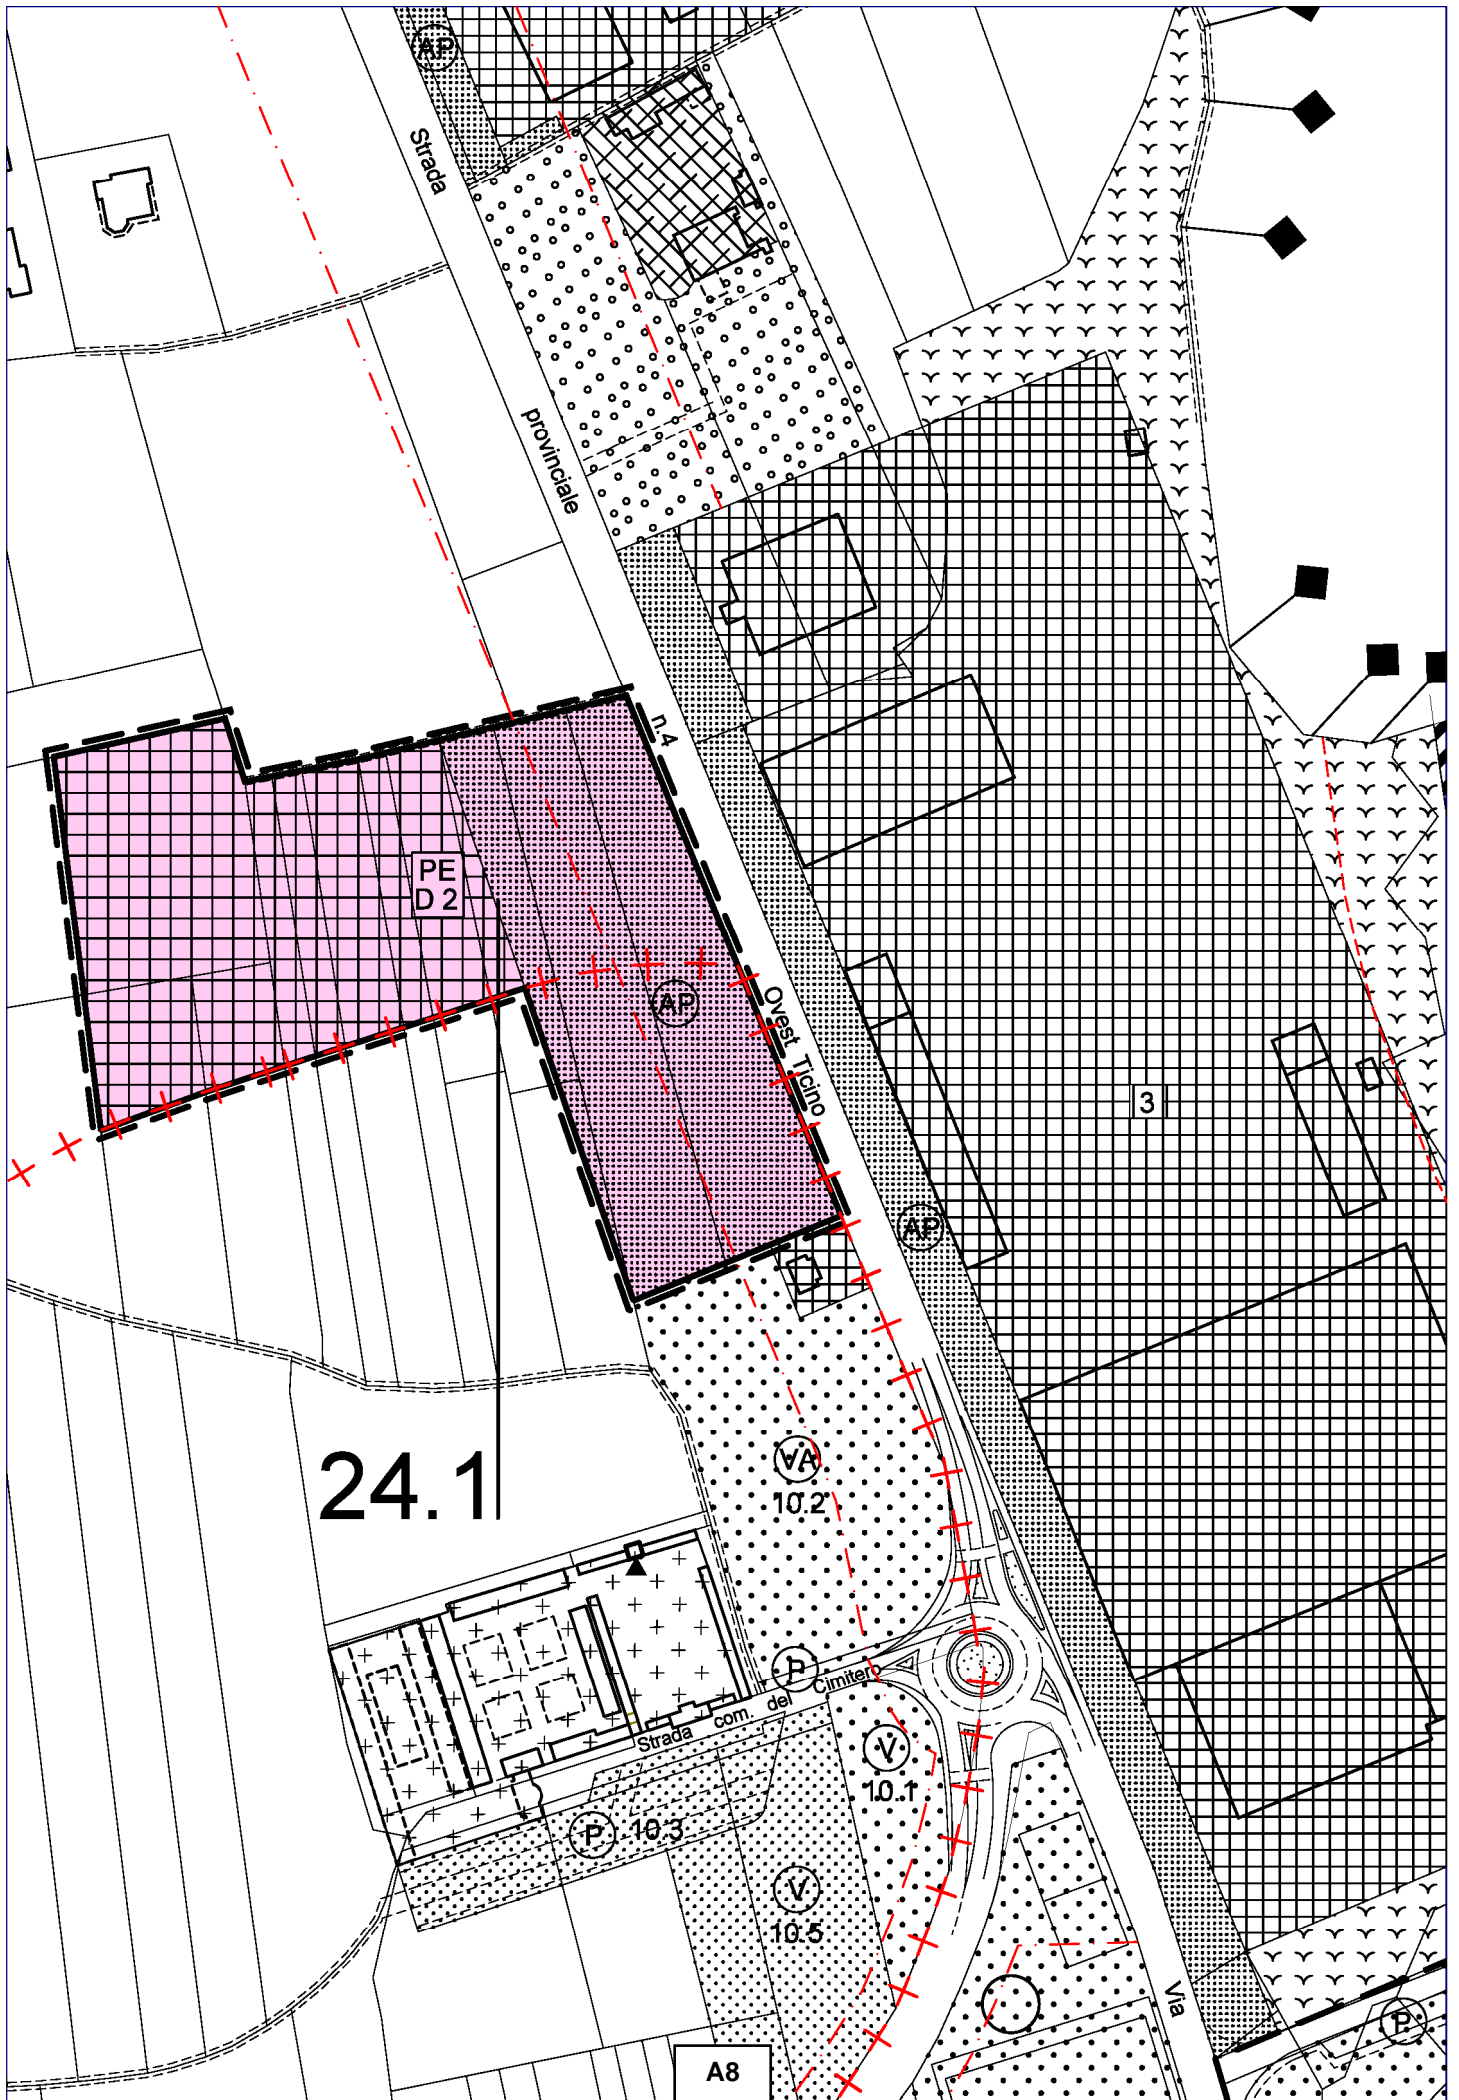 AP
Strada
provinciale
n.4
PE
D 2
AP
Ovest Ticino
3
AP
24.1
VA
10.2
P
Strada com. del Cimitero
V
10.1
P
10.3
V
10.5
Via
P
A8